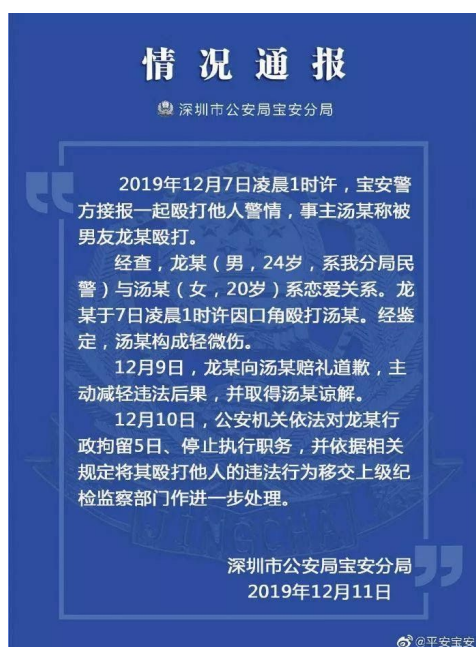 情况通报
深圳市公安局宝安分局
2019年12月7日凌晨1时许，宝安警
方接报一起殴打他人警情，事主汤某称被
男友龙某殴打。
经查，龙某（男，24岁，系我分局民
警）与汤某（女，20岁）系恋爱关系。龙
某于7日凌晨1时许因口角殴打汤某。经鉴
定，汤某构成轻微伤。
12月9日，龙某向汤某赔礼道歉，主
动减轻违法后果，并取得汤某谅解。
12月10日，公安机关依法对龙某行
政拘留5日、停止执行职务，并依据相关
规定将其殴打他人的违法行为移交上级纪
检监察部门作进一步处理。
JINGCHA
深圳市公安局宝安分局
2019年12月11日
@平安宝安